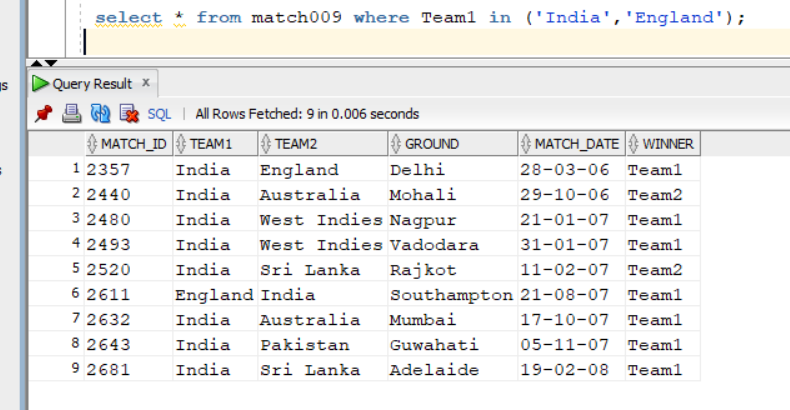 select * from match009 where Team1 in ('India','England');
Query Result x
SQL | All Rows Fetched: 9 in 0.006 seconds
MATCH_ID TEAM1 TEAM2 GROUND MATCH_DATE WINNER
1 2357 India England Delhi 28-03-06 Team1
2 2440 India Australia Mohali 29-10-06 Team2
3 2480 India West Indies Nagpur 21-01-07 Team1
4 2493 India West Indies Vadodara 31-01-07 Team1
5 2520 India Sri Lanka Rajkot 11-02-07 Team2
6 2611 England India Southampton 21-08-07 Team1
7 2632 India Australia Mumbai 17-10-07 Team1
8 2643 India Pakistan Guwahati 05-11-07 Team1
9 2681 India Sri Lanka Adelaide 19-02-08 Team1